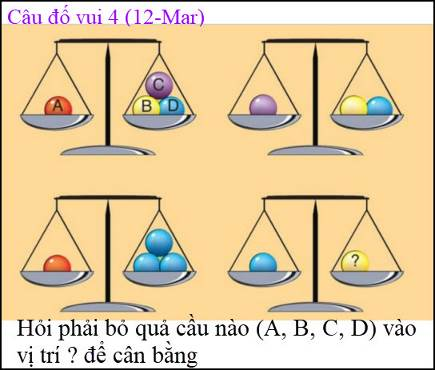 Câu đố vui 4 (12-Mar)
A
C
B D
?
Hỏi phải bỏ quả cầu nào (A, B, C, D) vào
vị trí ? để cân bằng